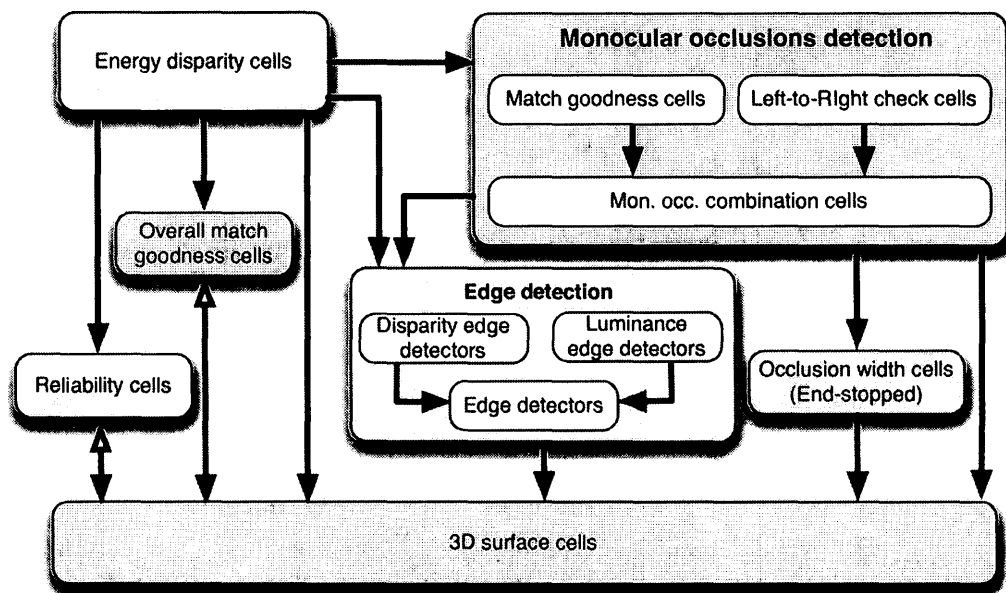 Energy disparity cells
Monocular occlusions detection
Match goodness cells
Left-to-RIght check cells
Mon. occ. combination cells
Overall match
goodness cells
Edge detection
Disparity edge
detectors
Luminance
edge detectors
Edge detectors
Reliability cells
Occlusion width cells
(End-stopped)
3D surface cells